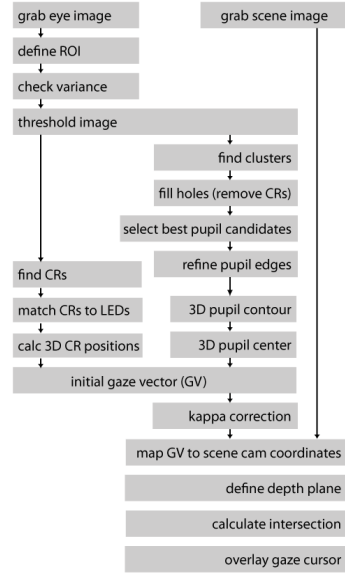 grab eye image
grab scene image
define ROI
check variance
threshold image
find clusters
fill holes (remove CRs)
select best pupil candidates
refine pupil edges
find CRs
match CRs to LEDs
3D pupil contour
calc 3D CR positions
3D pupil center
initial gaze vector (GV)
kappa correction
map GV to scene cam coordinates
define depth plane
calculate intersection
overlay gaze cursor